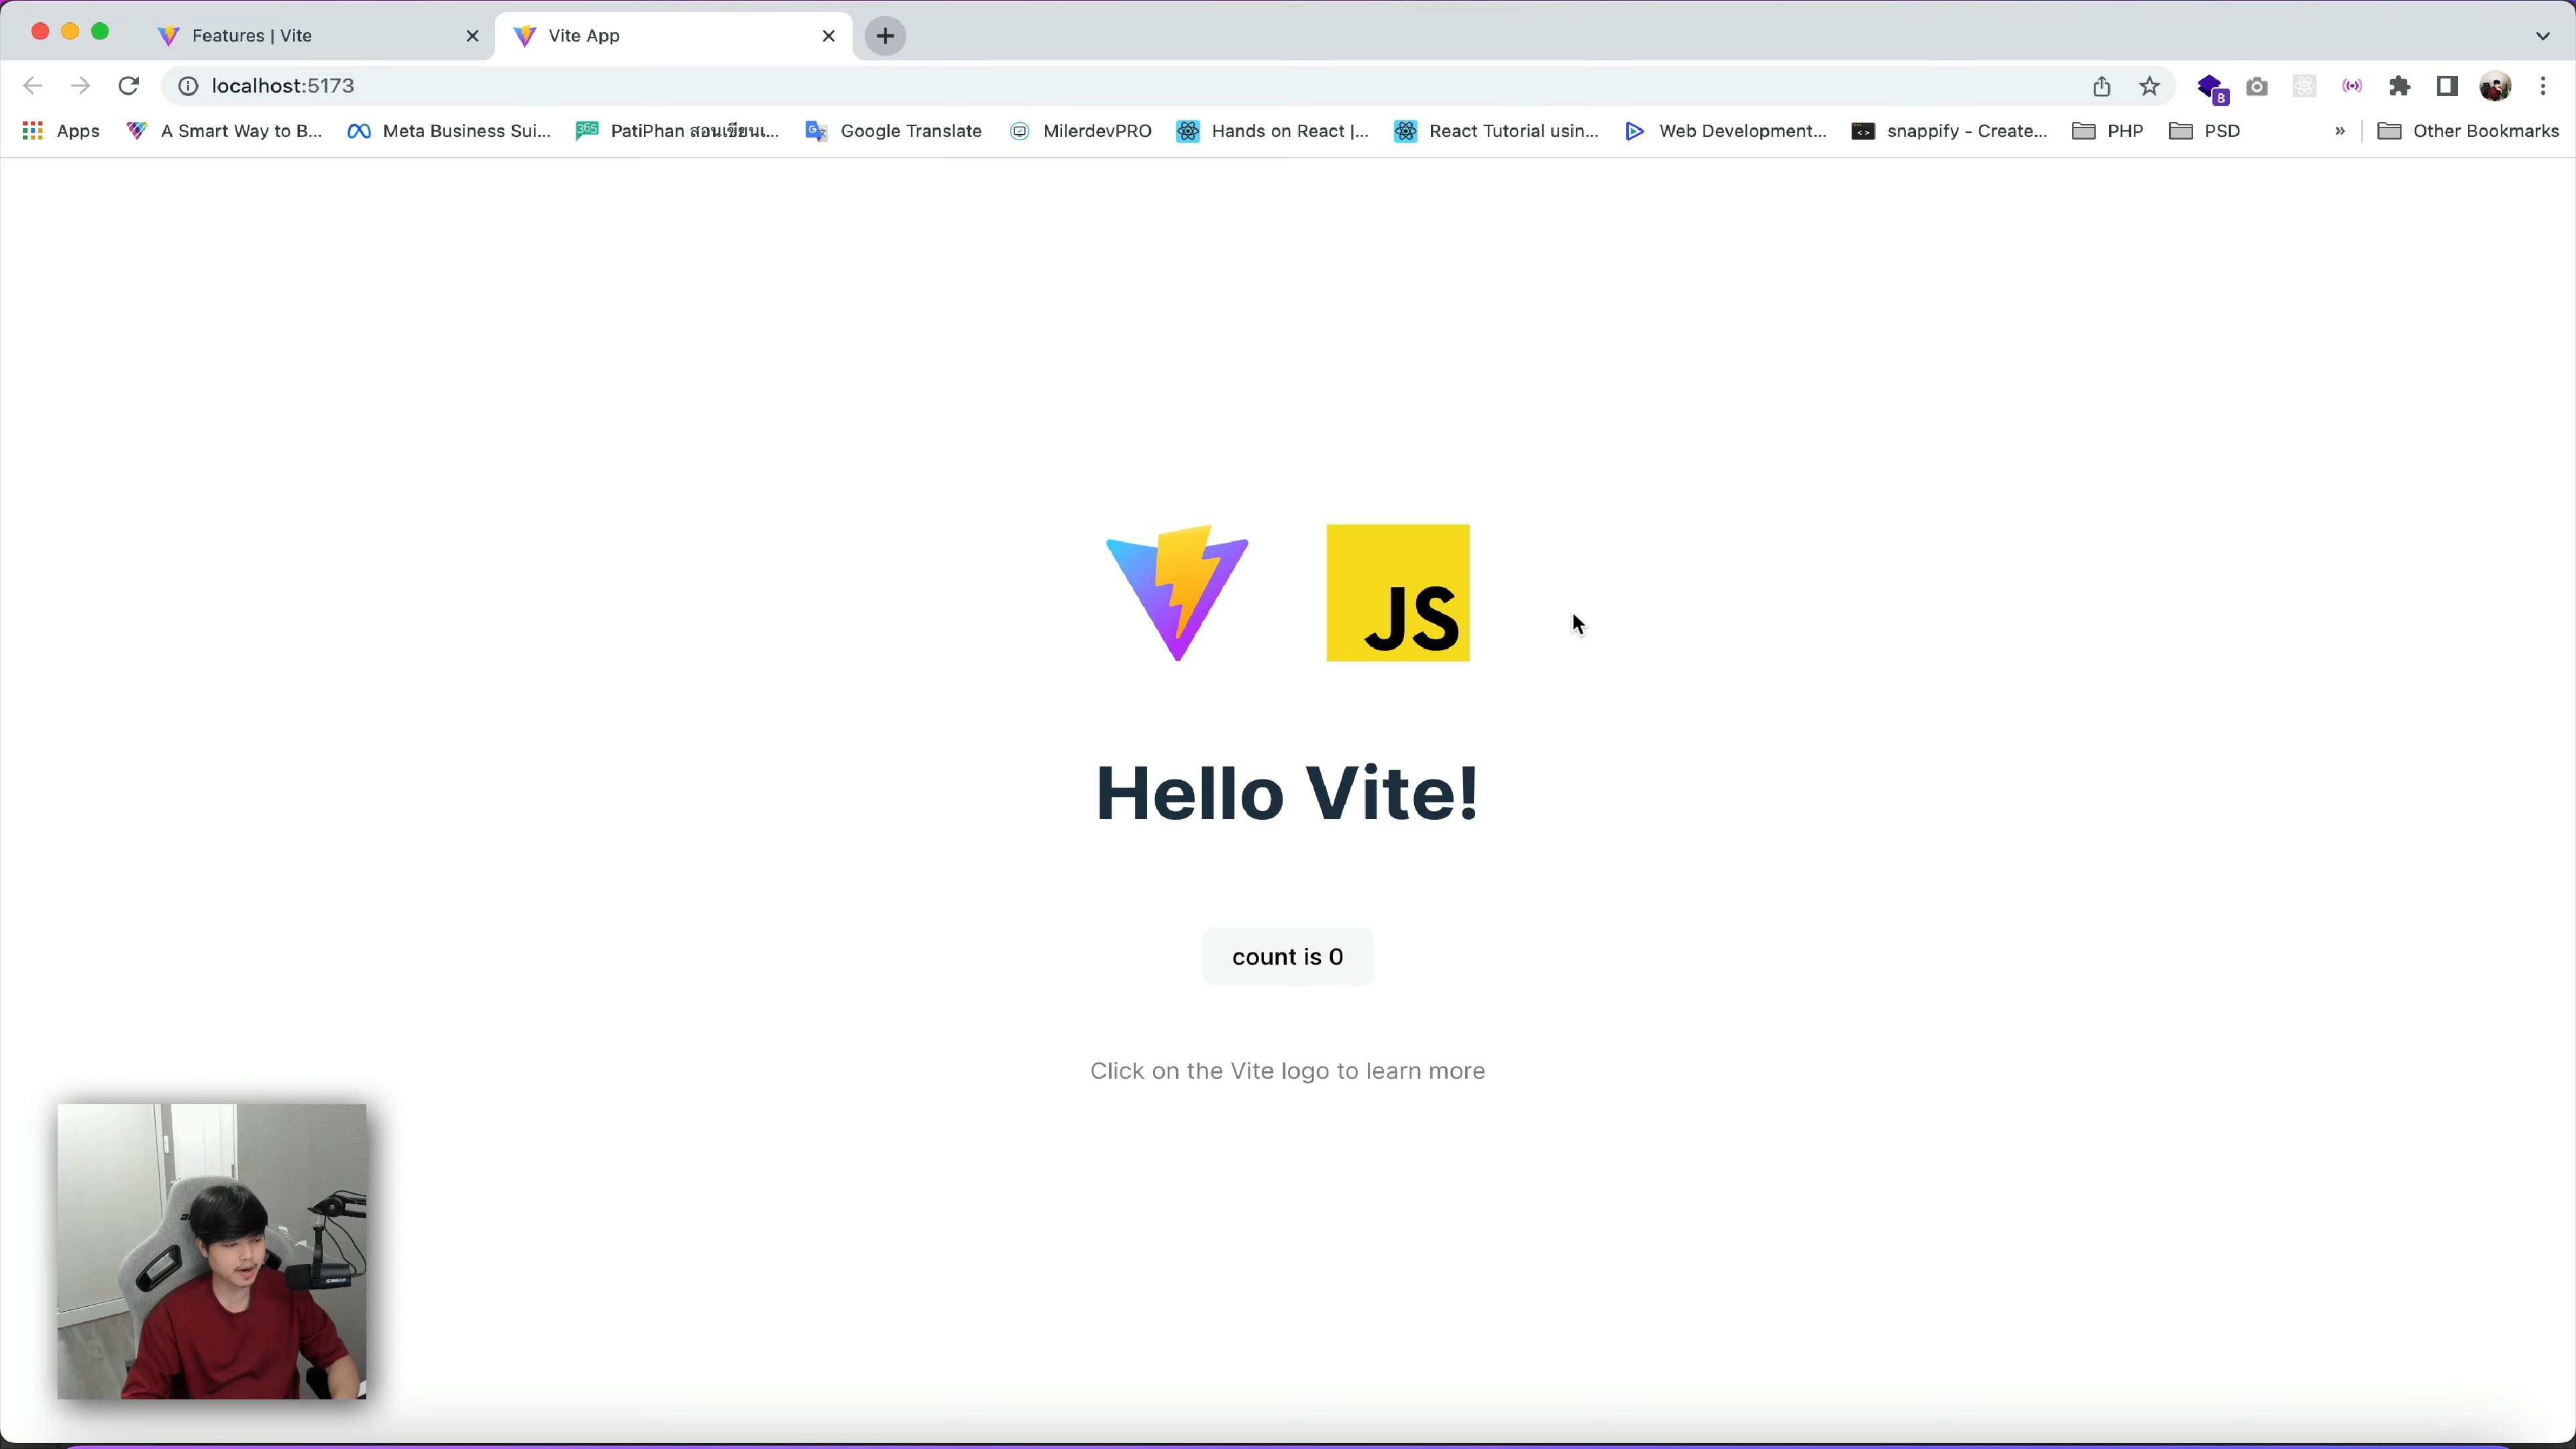 Features | Vite
Vite App
localhost:5173
8
Apps
A Smart Way to B...
Meta Business Sui...
365
PatiPhan สอนเขียนเ...
Google Translate
MilerdevPRO
Hands on React |...
React Tutorial usin...
Web Development...
snappify - Create...
PHP
PSD
»
Other Bookmarks
JS
Hello Vite!
count is 0
Click on the Vite logo to learn more